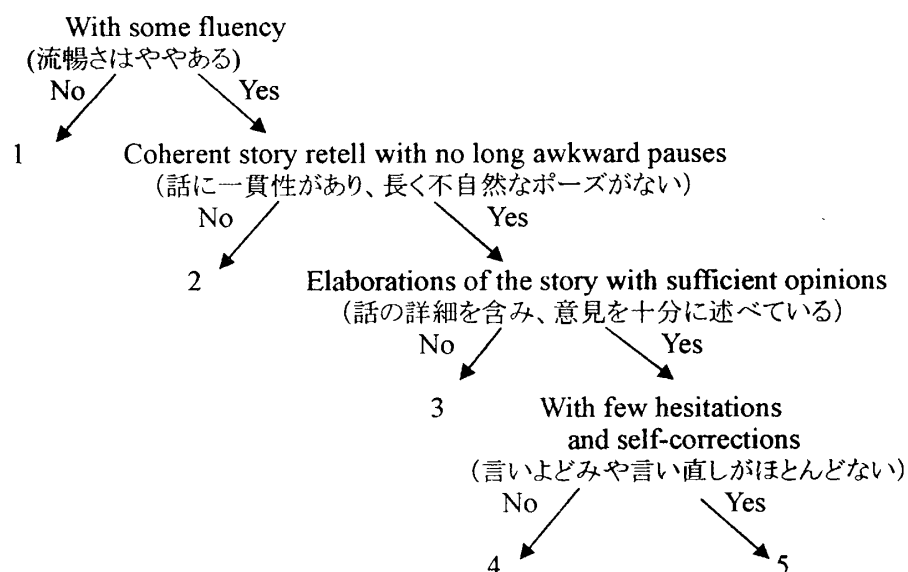 With some fluency
(流暢さはややある)
No Yes
1 Coherent story retell with no long awkward pauses
(話に一貫性があり、長く不自然なポーズがない)
No Yes
2 Elaborations of the story with sufficient opinions
(話の詳細を含み、意見を十分に述べている)
No Yes
3 With few hesitations
and self-corrections
(言いよどみや言い直しがほとんどない)
No Yes
4 5